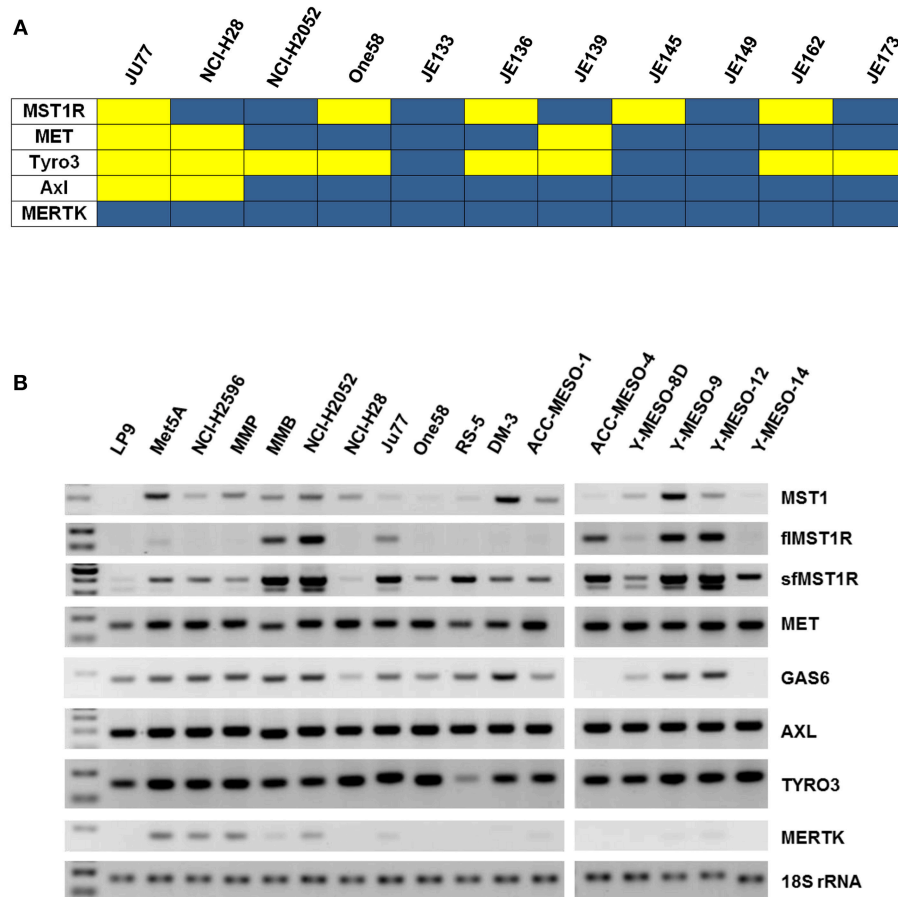 A
JU77 NCI-H28 NCI-H2052 One58 JE133 JE136 JE139 JE145 JE149 JE162 JE173
MST1R
MET
Tyro3
Axl
MERTK
B
LP9 Met5A NCI-H2596 MMP MMB NCI-H2052 NCI-H28 Ju77 One58 RS-5 DM-3 ACC-MESO-1 ACC-MESO-4 Y-MESO-8D Y-MESO-9 Y-MESO-12 Y-MESO-14
MST1
flMST1R
sfMST1R
MET
GAS6
AXL
TYRO3
MERTK
18S rRNA